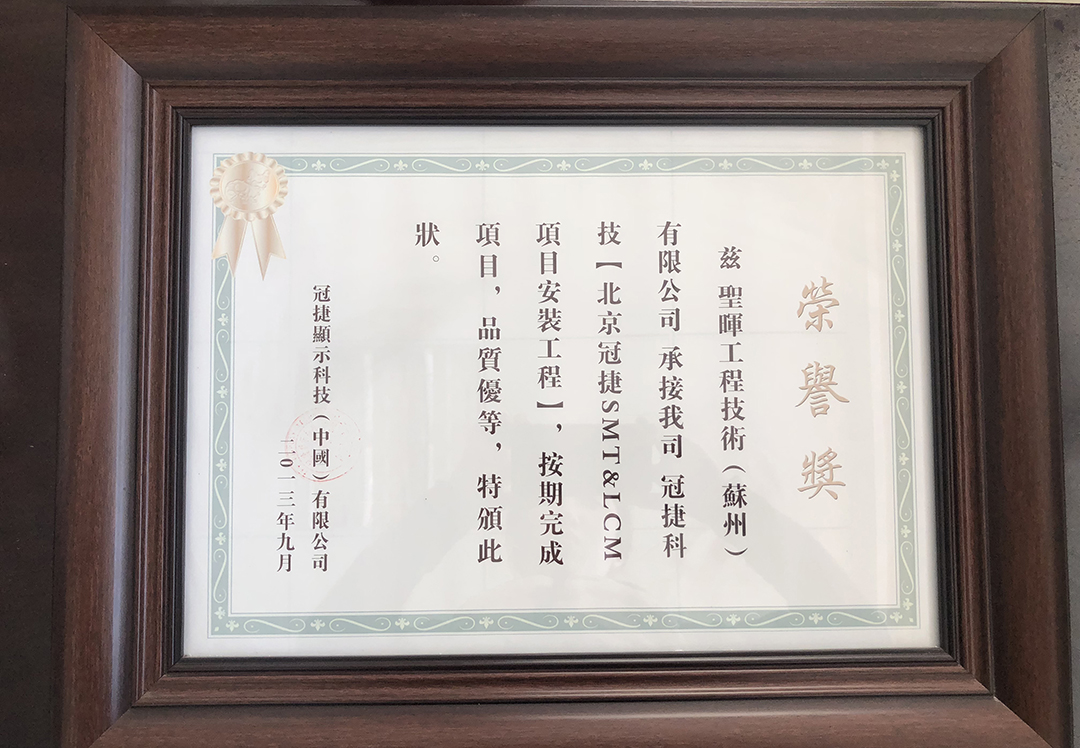 榮譽獎
兹 聖暉工程技術（蘇州）
有限公司 承接我司 冠捷科
技【北京冠捷SMT&LCM
項目安裝工程】，按期完成
項目，品質優等，特頒此
狀。
冠捷顯示科技（中國）有限公司
二0一三年九月